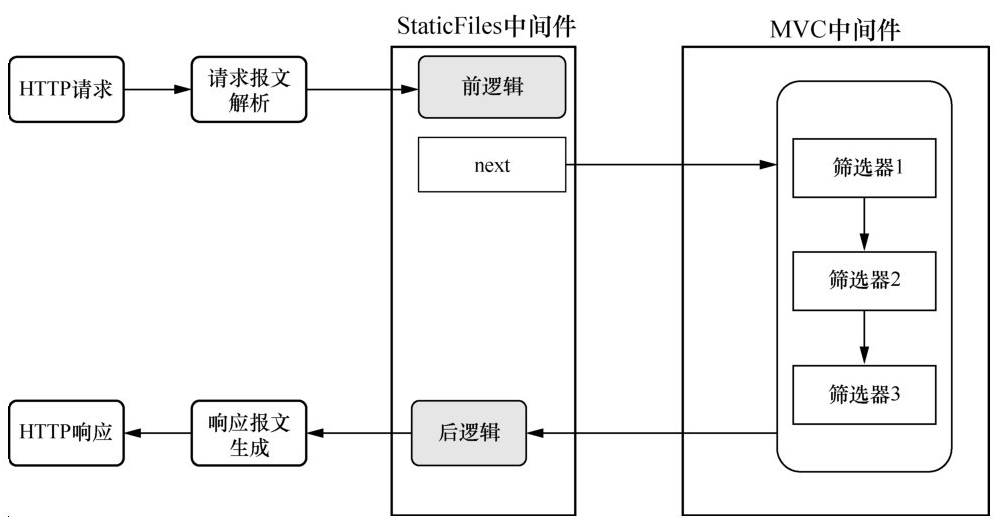 StaticFiles中间件
MVC中间件
HTTP请求
请求报文
解析
前逻辑
next
筛选器1
筛选器2
筛选器3
HTTP响应
响应报文
生成
后逻辑